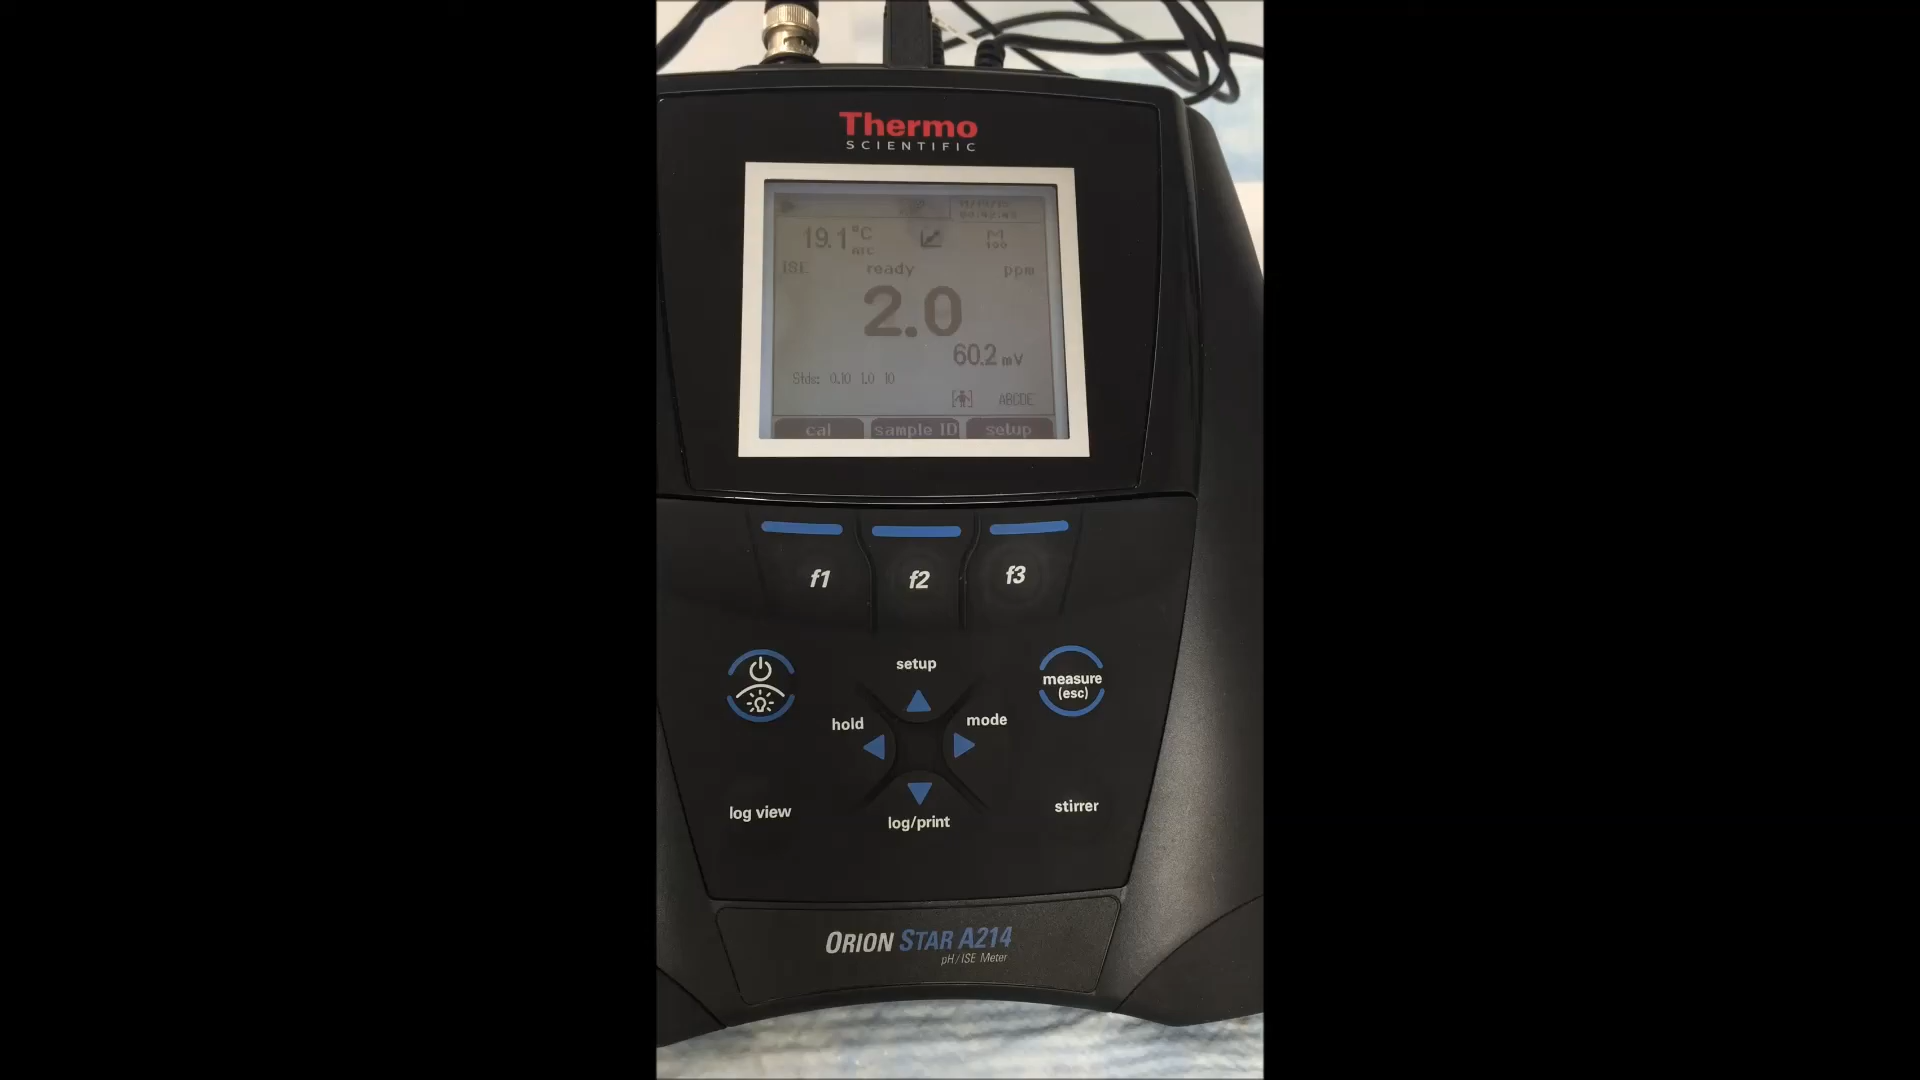 Thermo
SCIENTIFIC
19.1 °C
ATC
M100
ISE ready ppm
2.0
60.2 mV
Stds: 0.10 1.0 10
ABCDE
cal sample ID setup
f1 f2 f3
setup
measure
(esc)
hold mode
log view
stirrer
log/print
ORION STAR A214
pH/ISE Meter